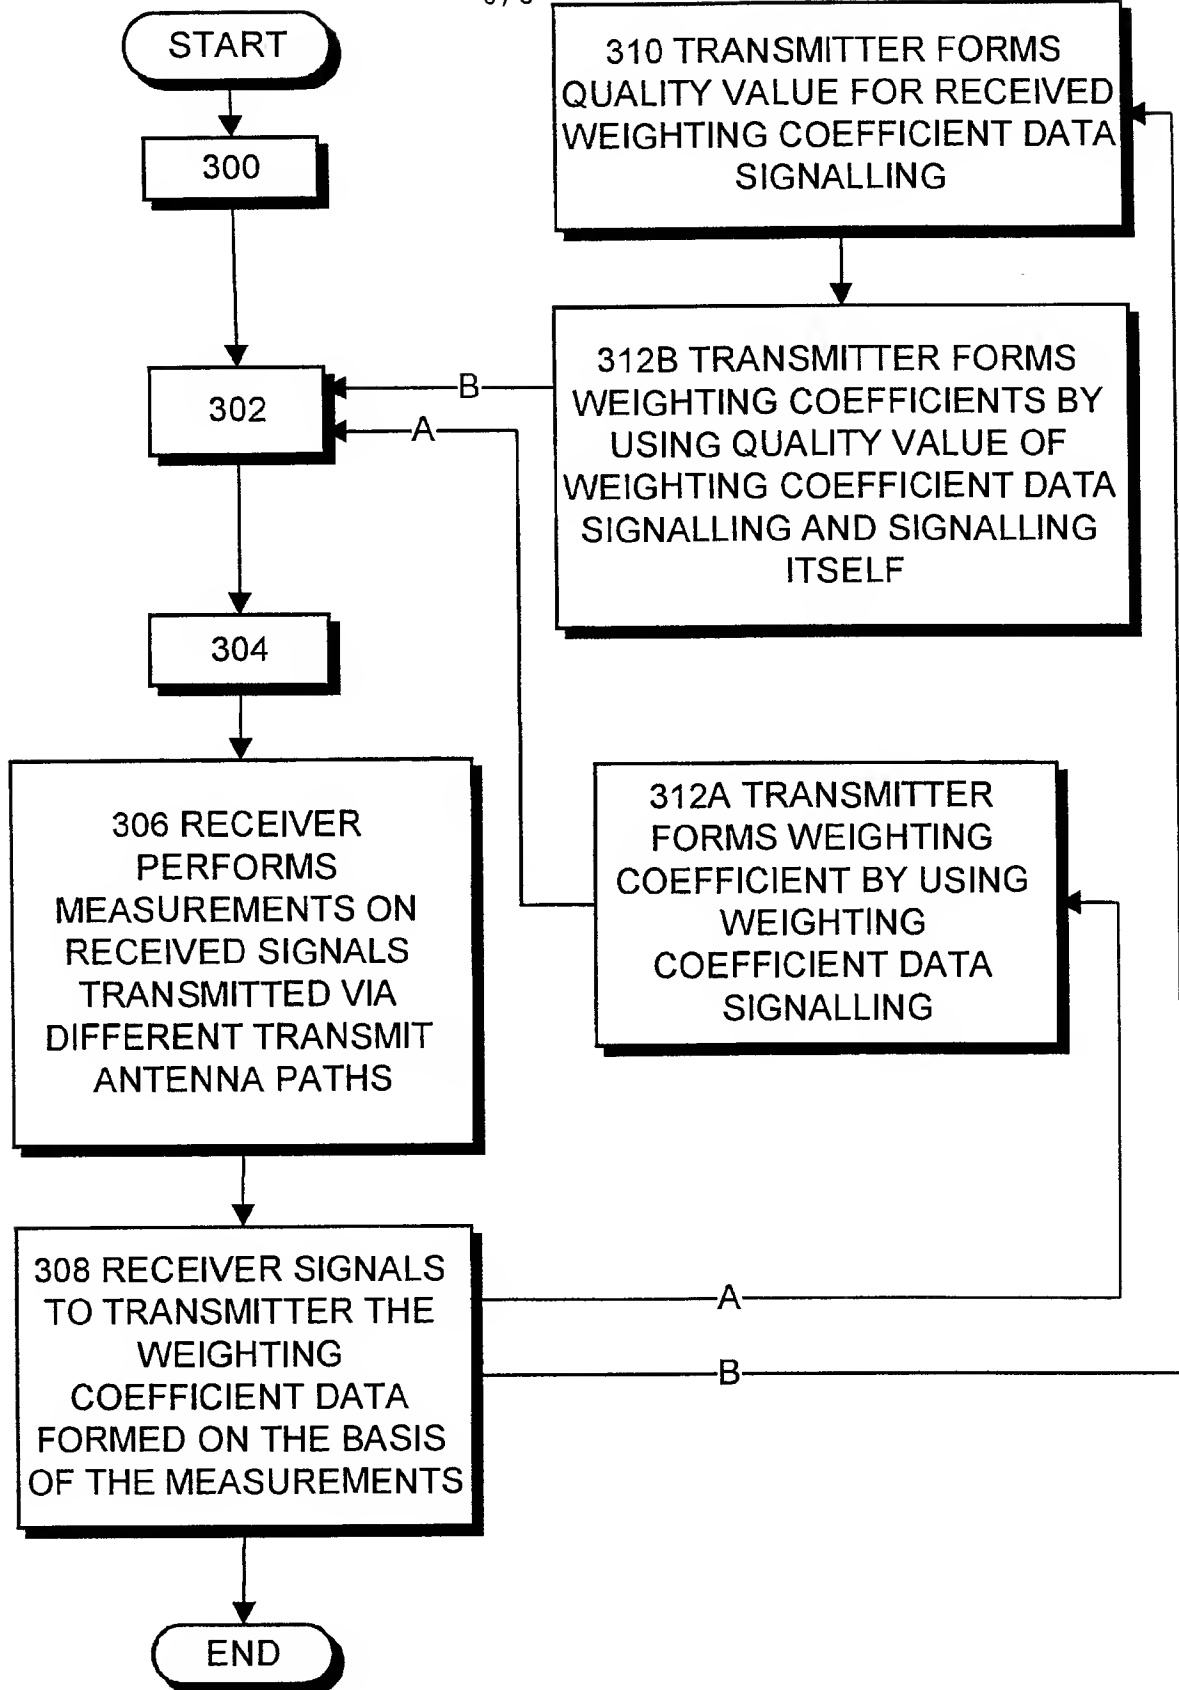 START
300
302
304
306 RECEIVER
PERFORMS
MEASUREMENTS ON
RECEIVED SIGNALS
TRANSMITTED VIA
DIFFERENT TRANSMIT
ANTENNA PATHS
308 RECEIVER SIGNALS
TO TRANSMITTER THE
WEIGHTING
COEFFICIENT DATA
FORMED ON THE BASIS
OF THE MEASUREMENTS
END
310 TRANSMITTER FORMS
QUALITY VALUE FOR RECEIVED
WEIGHTING COEFFICIENT DATA
SIGNALLING
312B TRANSMITTER FORMS
WEIGHTING COEFFICIENTS BY
USING QUALITY VALUE OF
WEIGHTING COEFFICIENT DATA
SIGNALLING AND SIGNALLING
ITSELF
B
A
312A TRANSMITTER
FORMS WEIGHTING
COEFFICIENT BY USING
WEIGHTING
COEFFICIENT DATA
SIGNALLING
A
B